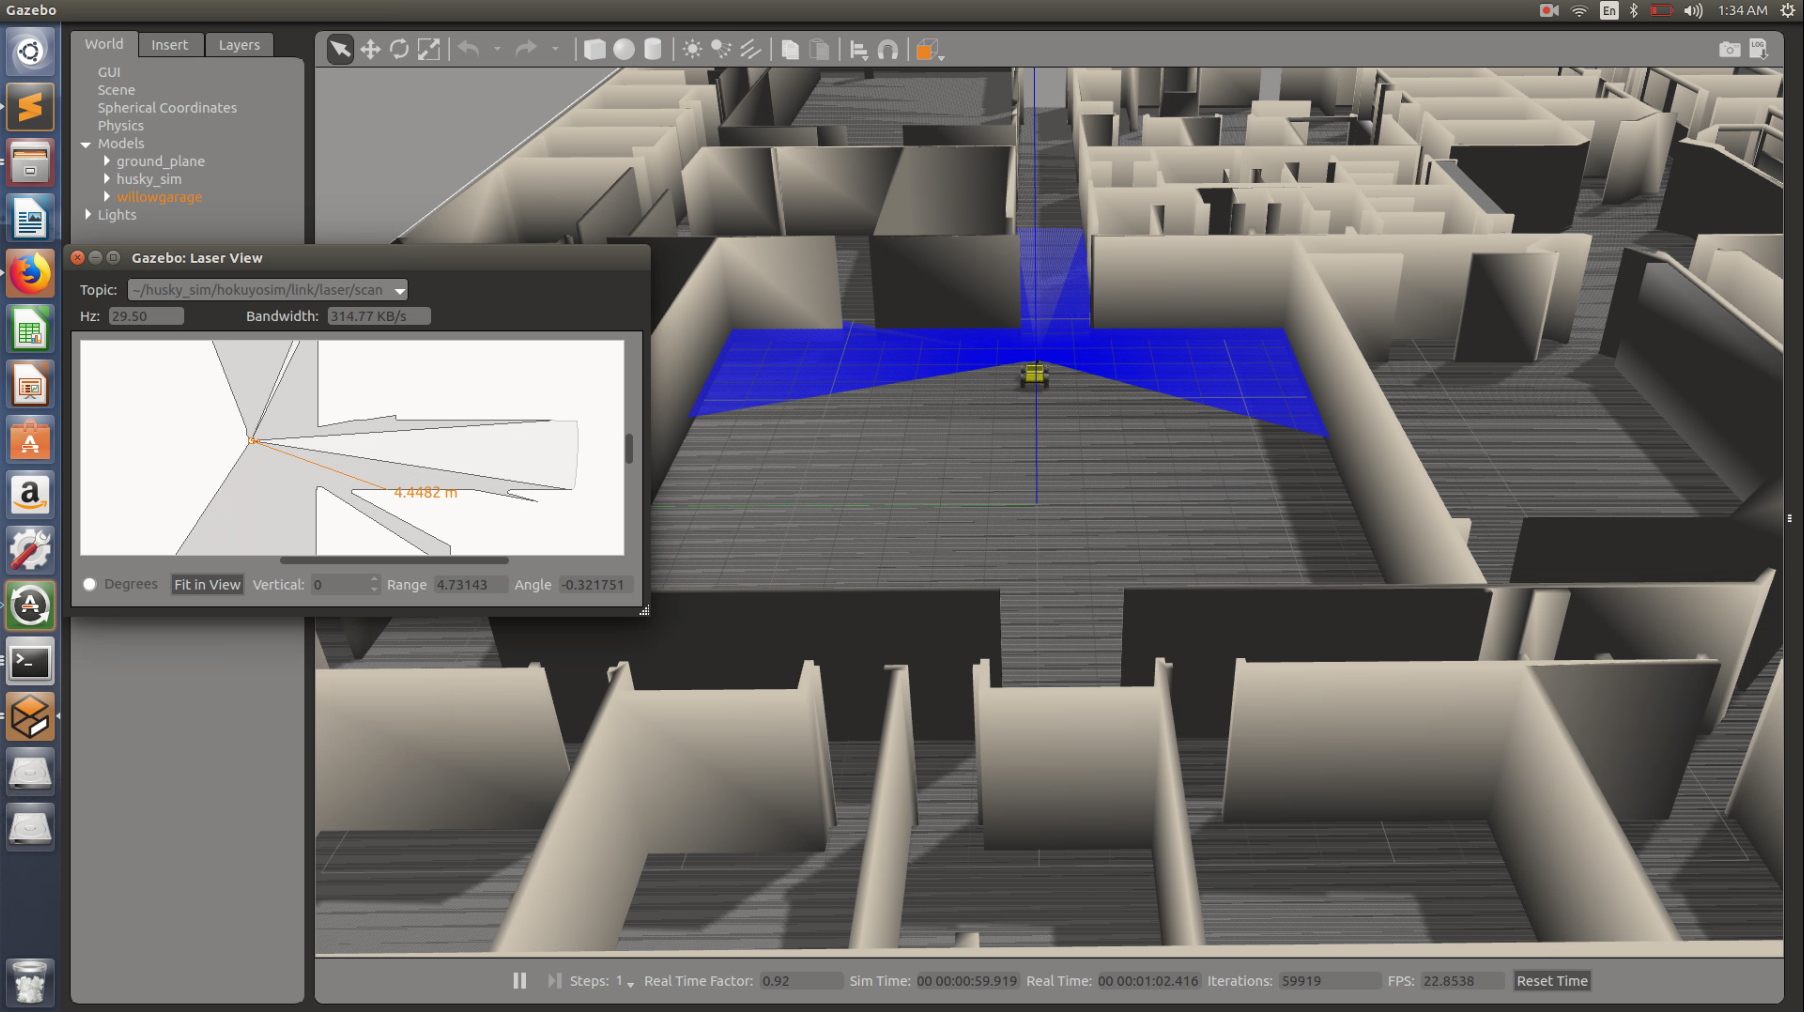 Gazebo
En
1:34 AM
World Insert Layers
GUI
Scene
Spherical Coordinates
Physics
Models
ground_plane
husky_sim
willowgarage
Lights
LOG
Gazebo: Laser View
Topic: ~/husky_sim/hokuyosim/link/laser/scan
Hz: 29.50 Bandwidth: 314.77 KB/s
4.4482 m
Degrees Fit in View Vertical: 0 Range 4.73143 Angle -0.321751
Steps: 1 Real Time Factor: 0.92 Sim Time: 00 00:00:59.919 Real Time: 00 00:01:02.416 Iterations: 59919 FPS: 22.8538 Reset Time